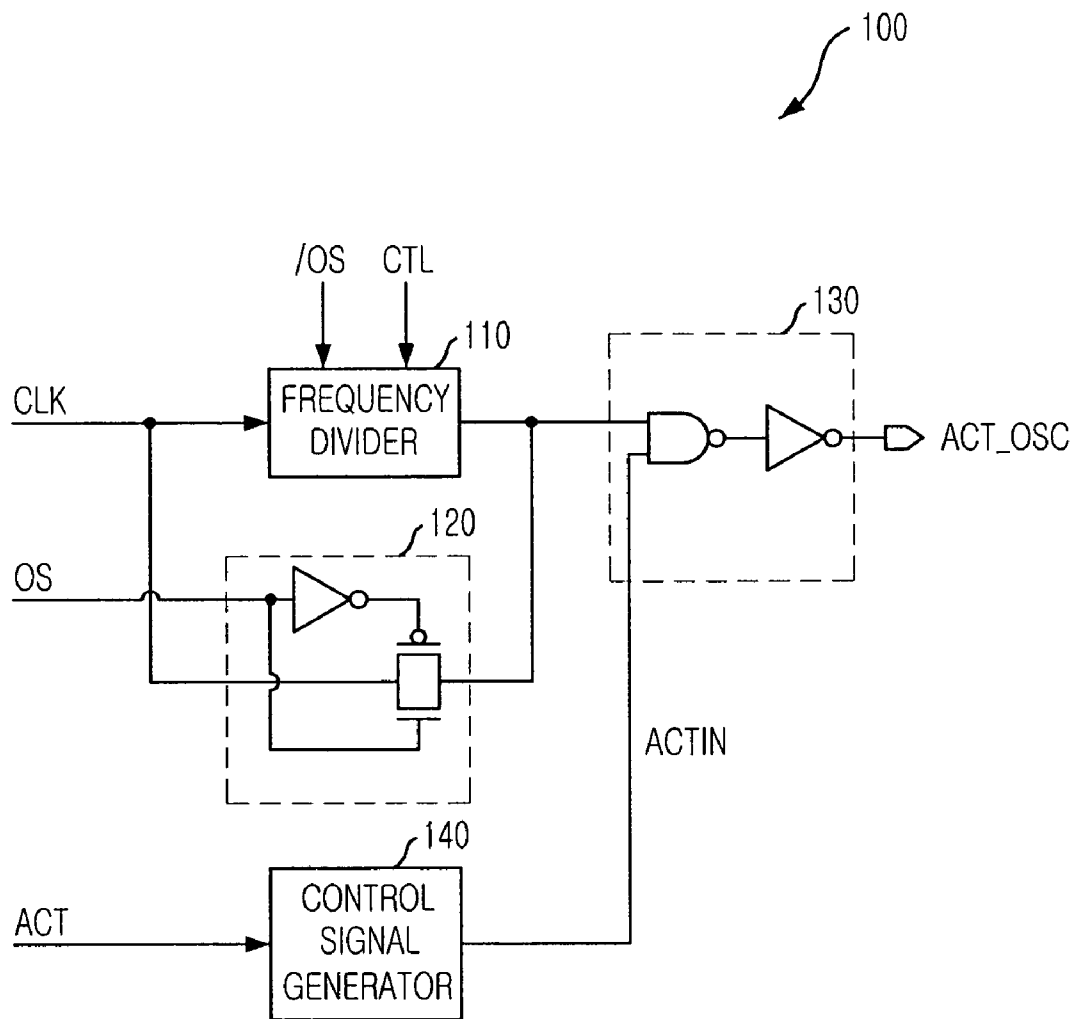 100
/OS CTL
110
130
CLK
FREQUENCY
DIVIDER
ACT_OSC
120
OS
ACTIN
140
ACT
CONTROL
SIGNAL
GENERATOR